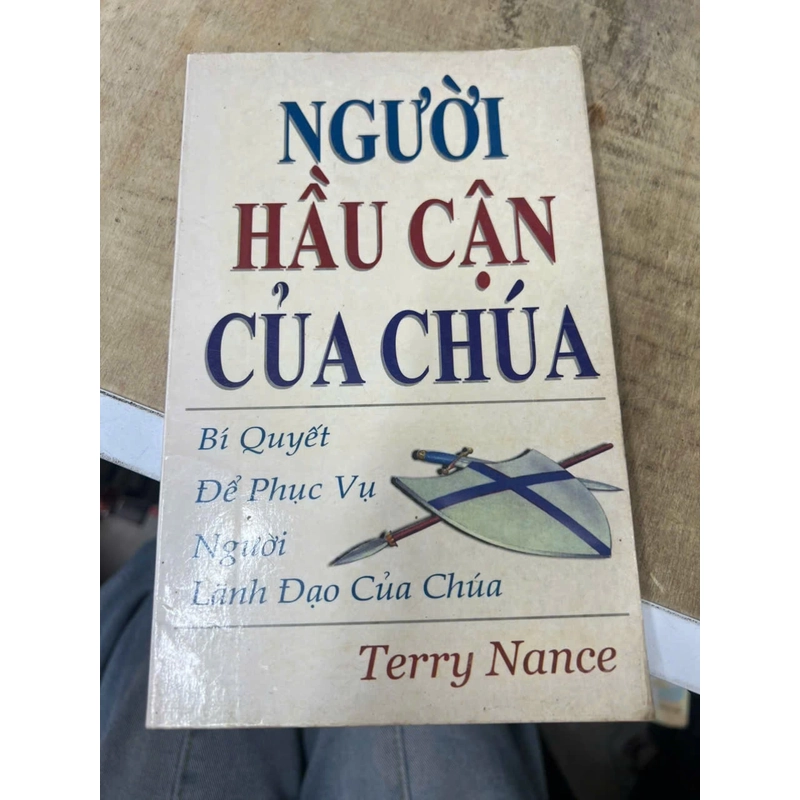 NGƯỜI
HẦU CẬN
CỦA CHÚA
Bí Quyết
Để Phục Vụ
Người
Lãnh Đạo Của Chúa
Terry Nance